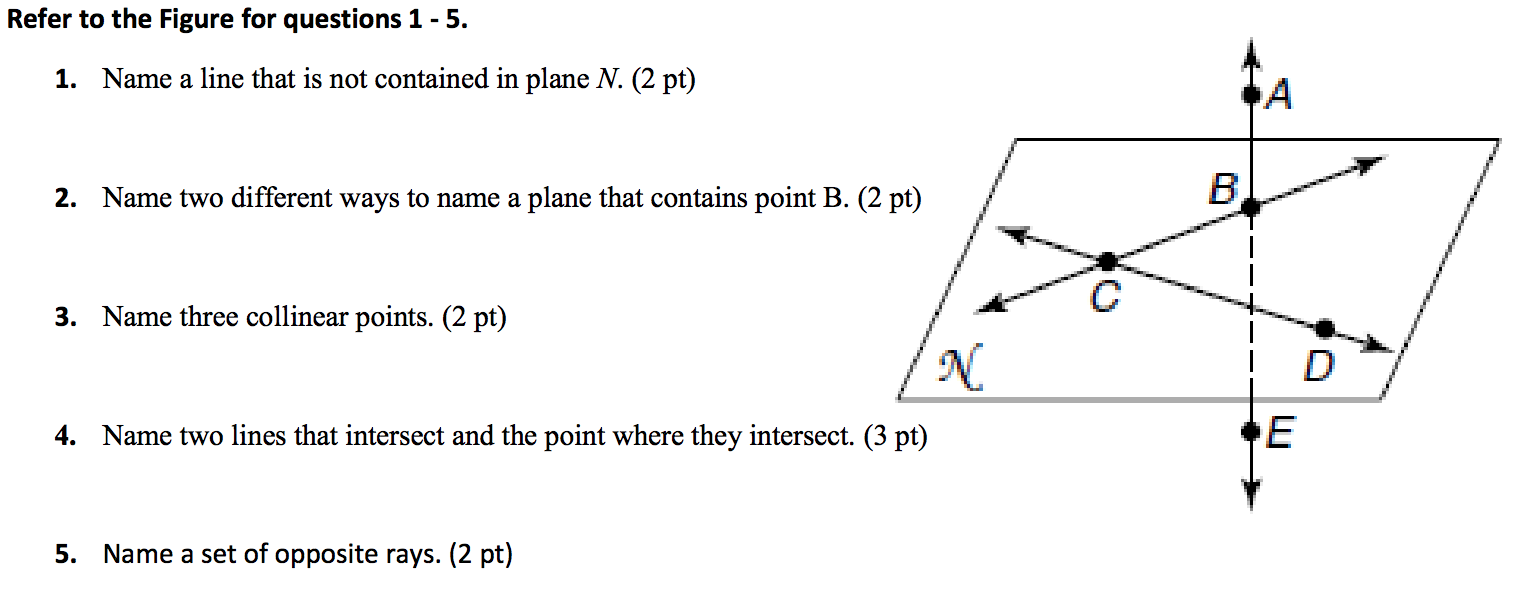 Refer to the Figure for questions 1 - 5.
1. Name a line that is not contained in plane N. (2 pt)
2. Name two different ways to name a plane that contains point B. (2 pt)
3. Name three collinear points. (2 pt)
4. Name two lines that intersect and the point where they intersect. (3 pt)
5. Name a set of opposite rays. (2 pt)
A
B
C
N
D
E